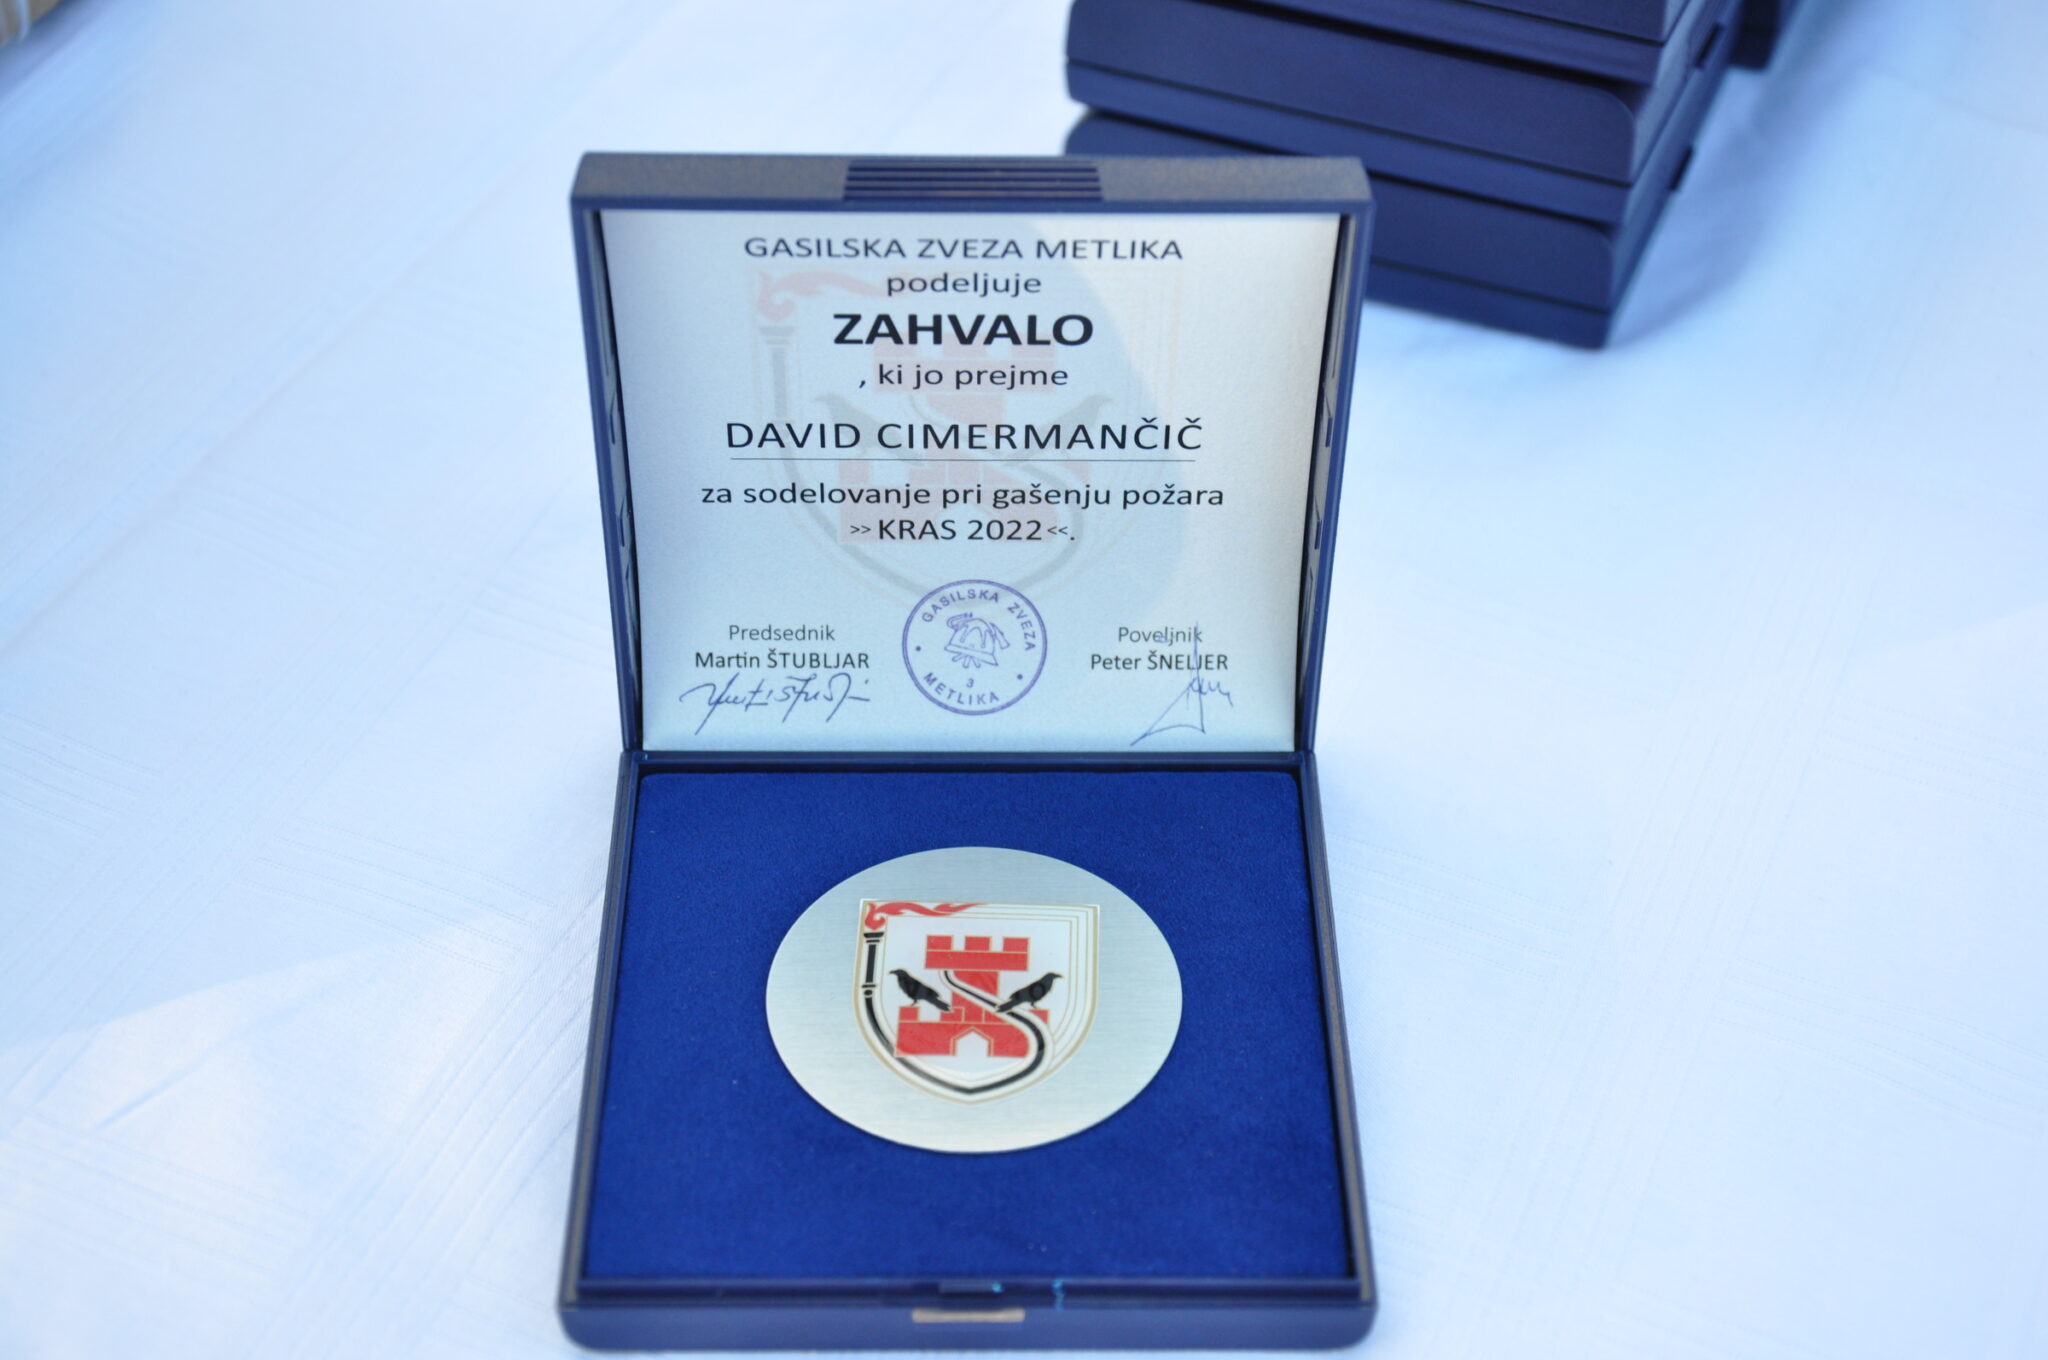 GASILSKA ZVEZA METLIKA
podeljuje
ZAHVALO
, ki jo prejme
DAVID CIMERMANČIČ
za sodelovanje pri gašenju požara
>> KRAS 2022 <<.
Predsednik
Martin ŠTUBLJAR
GASILSKA ZVEZA
3
METLIKA
Poveljnik
Peter ŠNELJER